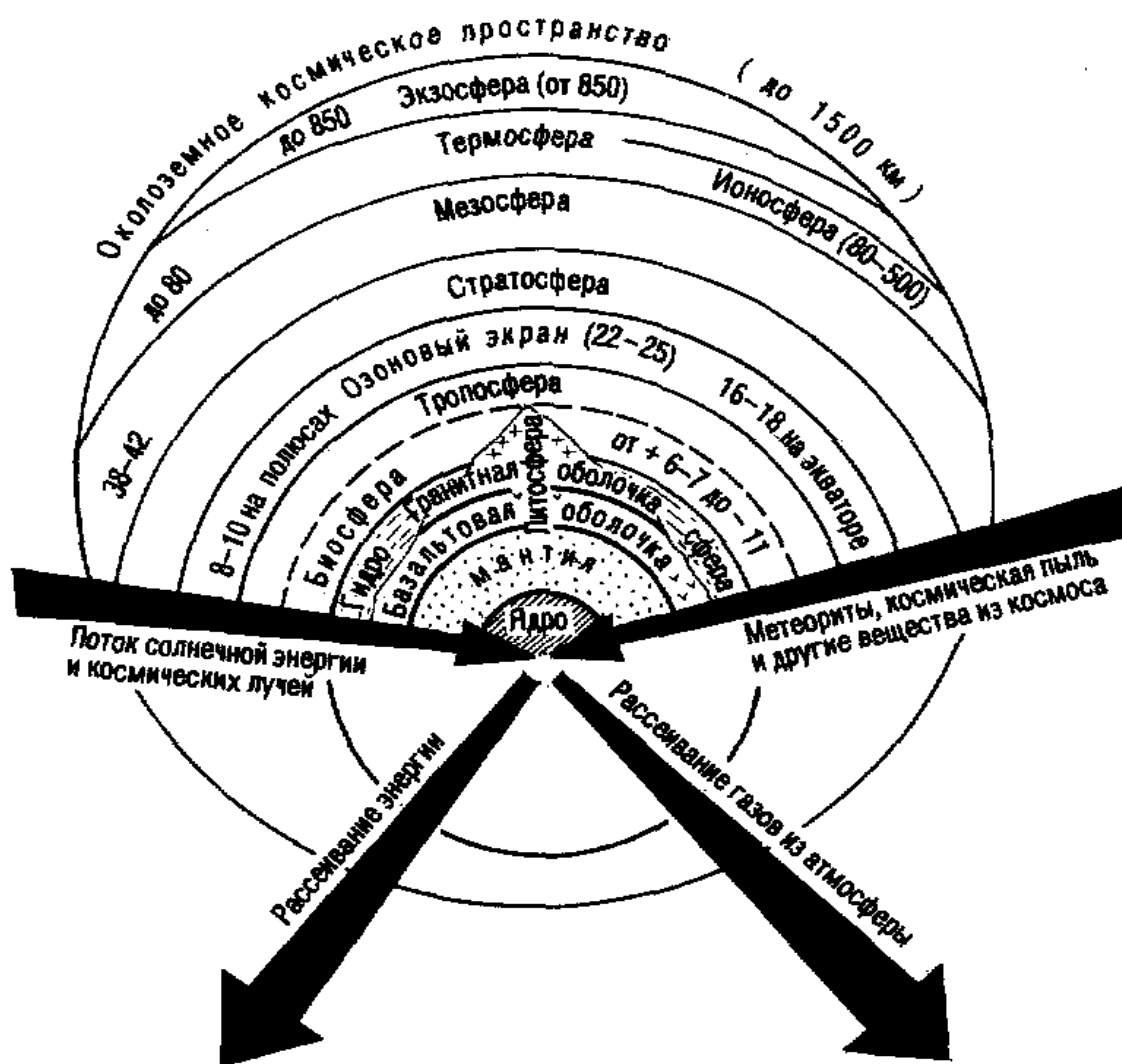 Околоземное космическое пространство (до 1500 км)
Экзосфера (от 850)
до 850
Термосфера
Ионосфера (80–500)
Мезосфера
до 80
Стратосфера
Озоновый экран (22–25)
38–42
8–10 на полюсах
16–18 на экваторе
Тропосфера
Биосфера
от + 6–7 до – 11
Гидро
сфера
Литосфера
Гранитная оболочка
Базальтовая оболочка
Мантия
Ядро
Поток солнечной энергии
и космических лучей
Метеориты, космическая пыль
и другие вещества из космоса
Рассеивание энергии
Рассеивание газов из атмосферы